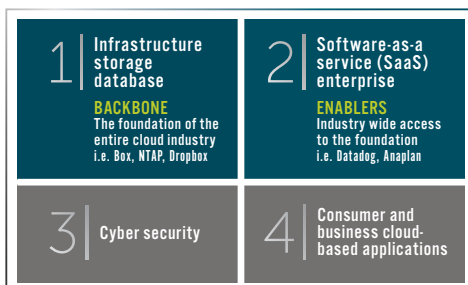 1
Infrastructure
storage
database
BACKBONE
The foundation of the
entire cloud industry
i.e. Box, NTAP, Dropbox
2
Software-as-a
service (SaaS)
enterprise
ENABLERS
Industry wide access
to the foundation
i.e. Datadog, Anaplan
3
Cyber security
4
Consumer and
business cloud-
based applications